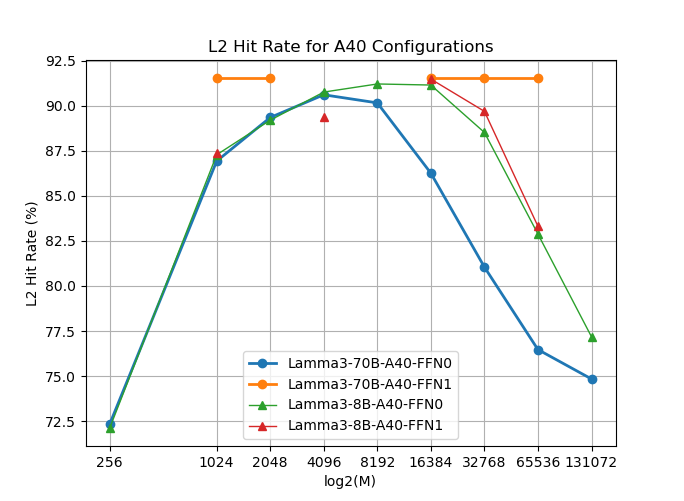 L2 Hit Rate for A40 Configurations
L2 Hit Rate (%)
92.5
90.0
87.5
85.0
82.5
80.0
77.5
75.0
72.5
Lamma3-70B-A40-FFN0
Lamma3-70B-A40-FFN1
Lamma3-8B-A40-FFN0
Lamma3-8B-A40-FFN1
256 1024 2048 4096 8192 16384 32768 65536 131072
log2(M)